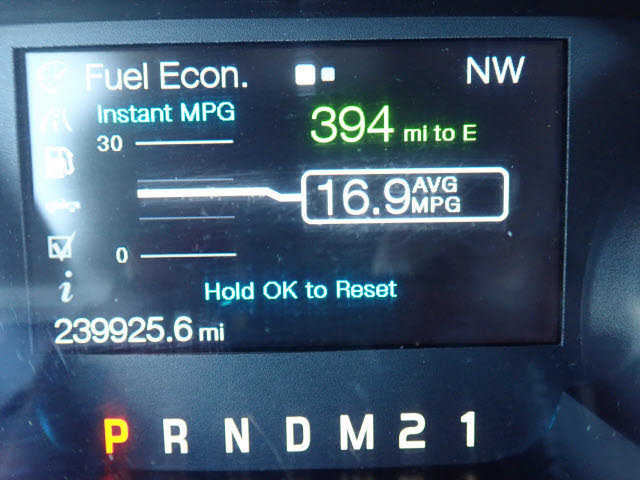 Fuel Econ. NW
Instant MPG
394 mi to E
30
16.9 AVG MPG
0
Hold OK to Reset
239925.6 mi
P R N D M 2 1